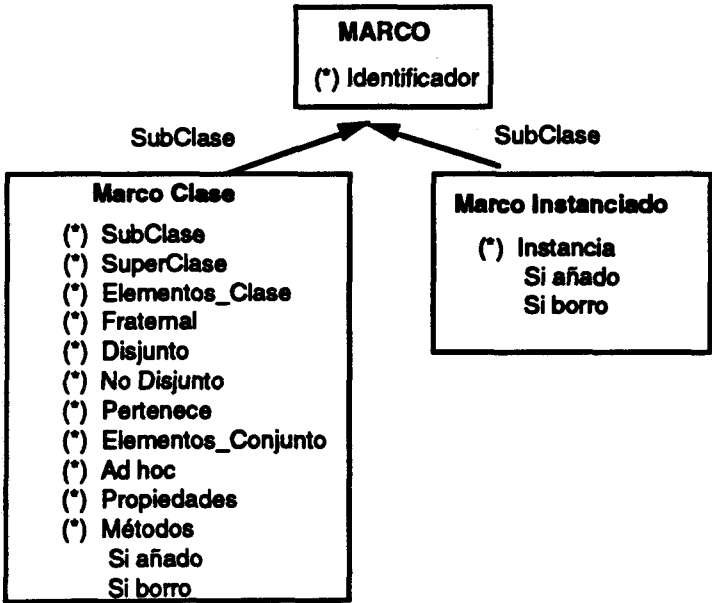 MARCO
(*) Identificador
SubClase
SubClase
Marco Clase
(*) SubClase
(*) SuperClase
(*) Elementos_Clase
(*) Fraternal
(*) Disjunto
(*) No Disjunto
(*) Pertenece
(*) Elementos_Conjunto
(*) Ad hoc
(*) Propiedades
(*) Métodos
Si añado
Si borro
Marco Instanciado
(*) Instancia
Si añado
Si borro